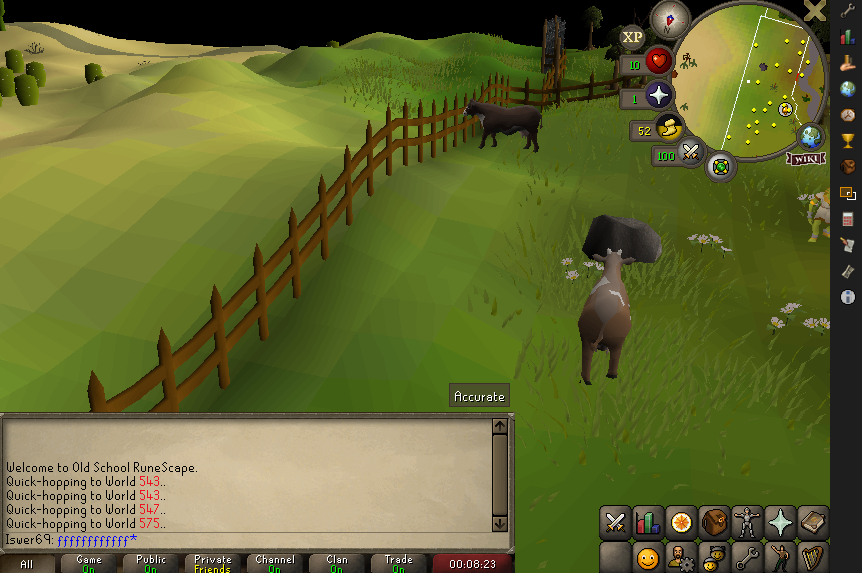 XP
10
1
52
100
WIKI
Accurate
Welcome to Old School RuneScape.
Quick-hopping to World 543..
Quick-hopping to World 543..
Quick-hopping to World 547..
Quick-hopping to World 575..
Iswer69: ffffffffffff*
All
Game
On
Public
On
Private
Friends
Channel
On
Clan
On
Trade
On
00:08:23